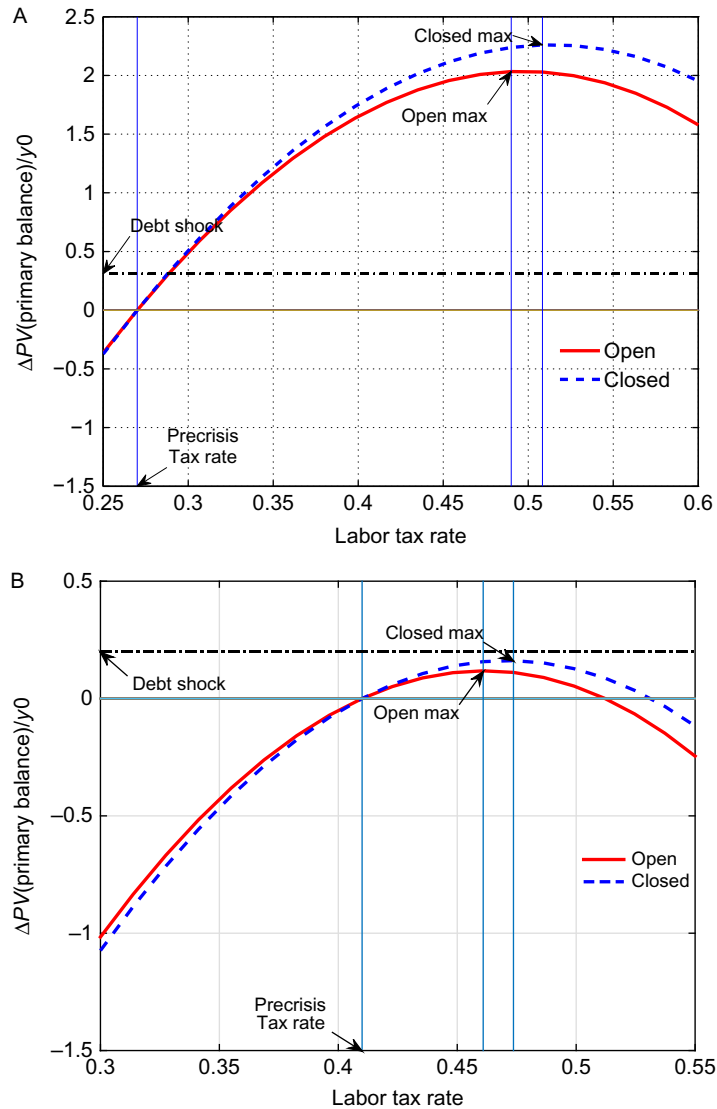 A
ΔPV(primary balance)/y0
2.5
2
1.5
1
0.5
0
−0.5
−1
−1.5
Closed max
Open max
Debt shock
Open
Closed
Precrisis
Tax rate
0.25
0.3
0.35
0.4
0.45
0.5
0.55
0.6
Labor tax rate
B
ΔPV(primary balance)/y0
0.5
0
−0.5
−1
−1.5
Closed max
Debt shock
Open max
Open
Closed
Precrisis
Tax rate
0.3
0.35
0.4
0.45
0.5
0.55
Labor tax rate